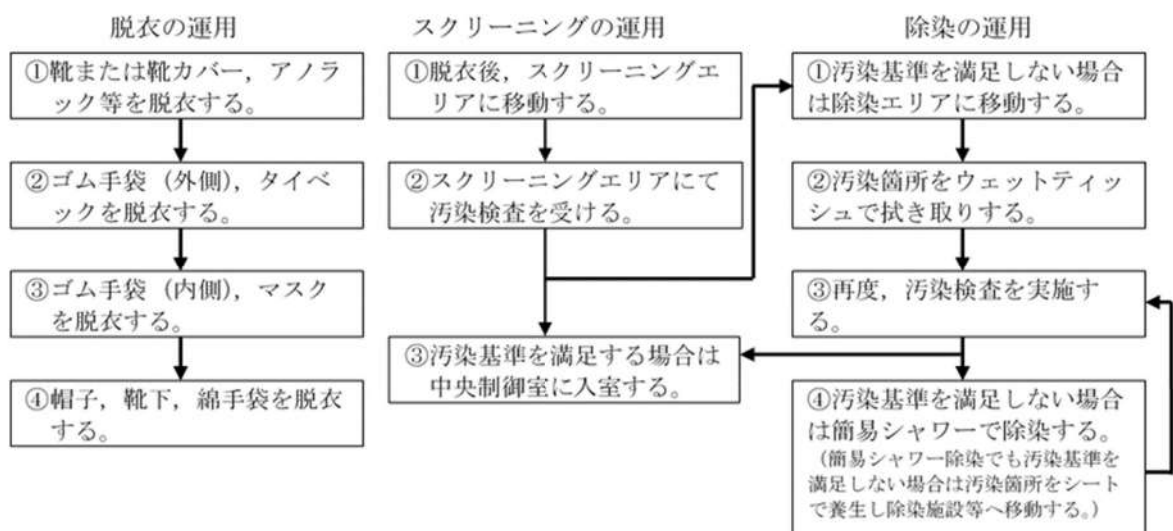 脱衣の運用
①靴または靴カバー，アノラ
ック等を脱衣する。
②ゴム手袋（外側），タイベ
ックを脱衣する。
③ゴム手袋（内側），マスク
を脱衣する。
④帽子，靴下，綿手袋を脱衣
する。
スクリーニングの運用
①脱衣後，スクリーニングエ
リアに移動する。
②スクリーニングエリアにて
汚染検査を受ける。
③汚染基準を満足する場合は
中央制御室に入室する。
除染の運用
①汚染基準を満足しない場合
は除染エリアに移動する。
②汚染箇所をウェットティッ
シュで拭き取りする。
③再度，汚染検査を実施す
る。
④汚染基準を満足しない場合
は簡易シャワーで除染する。
（簡易シャワー除染でも汚染基準を
満足しない場合は汚染箇所をシート
で養生し除染施設等へ移動する。）